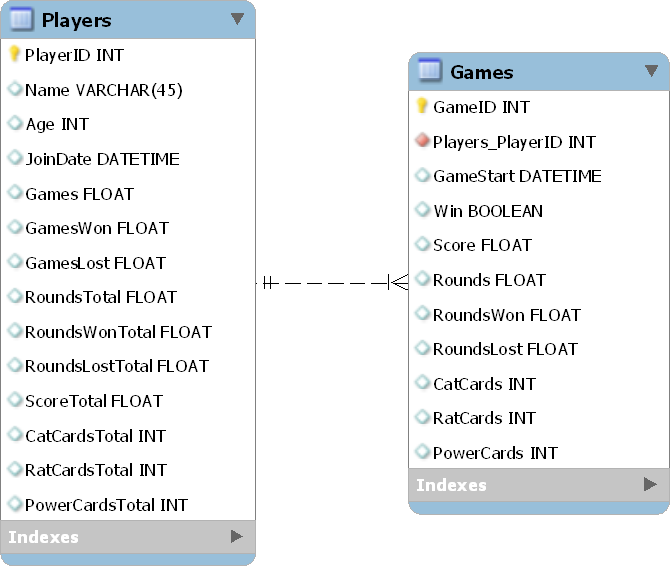 Players
PlayerID INT
Name VARCHAR(45)
Age INT
JoinDate DATETIME
Games FLOAT
GamesWon FLOAT
GamesLost FLOAT
RoundsTotal FLOAT
RoundsWonTotal FLOAT
RoundsLostTotal FLOAT
ScoreTotal FLOAT
CatCardsTotal INT
RatCardsTotal INT
PowerCardsTotal INT
Indexes
Games
GameID INT
Players_PlayerID INT
GameStart DATETIME
Win BOOLEAN
Score FLOAT
Rounds FLOAT
RoundsWon FLOAT
RoundsLost FLOAT
CatCards INT
RatCards INT
PowerCards INT
Indexes